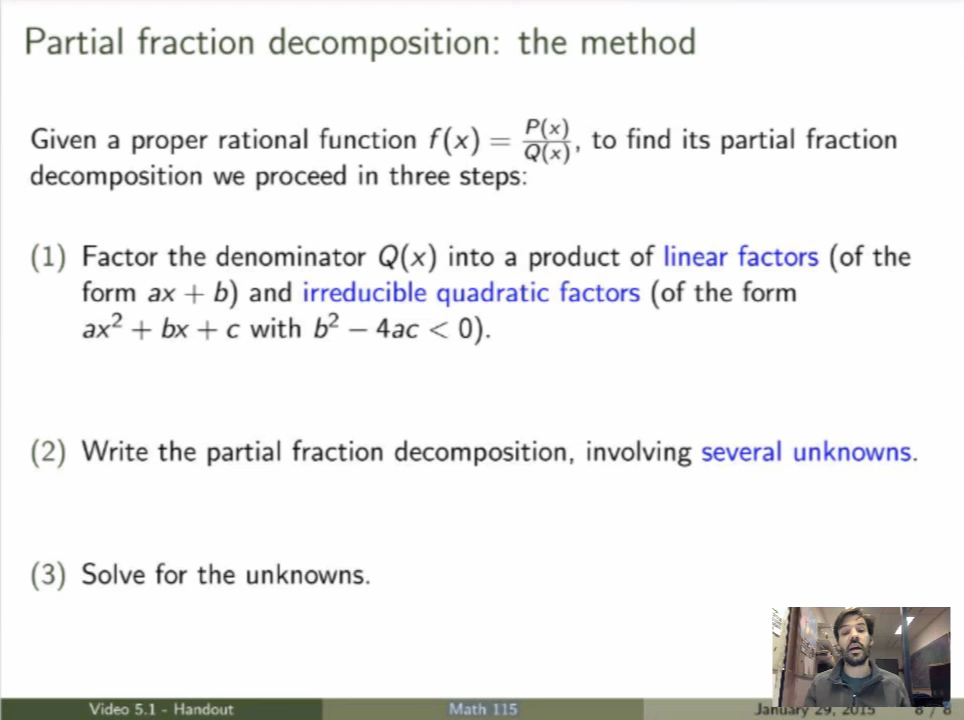 Partial fraction decomposition: the method
Given a proper rational function f(x) = P(x)/Q(x), to find its partial fraction
decomposition we proceed in three steps:
(1) Factor the denominator Q(x) into a product of linear factors (of the
form ax + b) and irreducible quadratic factors (of the form
ax² + bx + c with b² − 4ac < 0).
(2) Write the partial fraction decomposition, involving several unknowns.
(3) Solve for the unknowns.
Video 5.1 - Handout Math 115 January 29, 2015 8 / 8